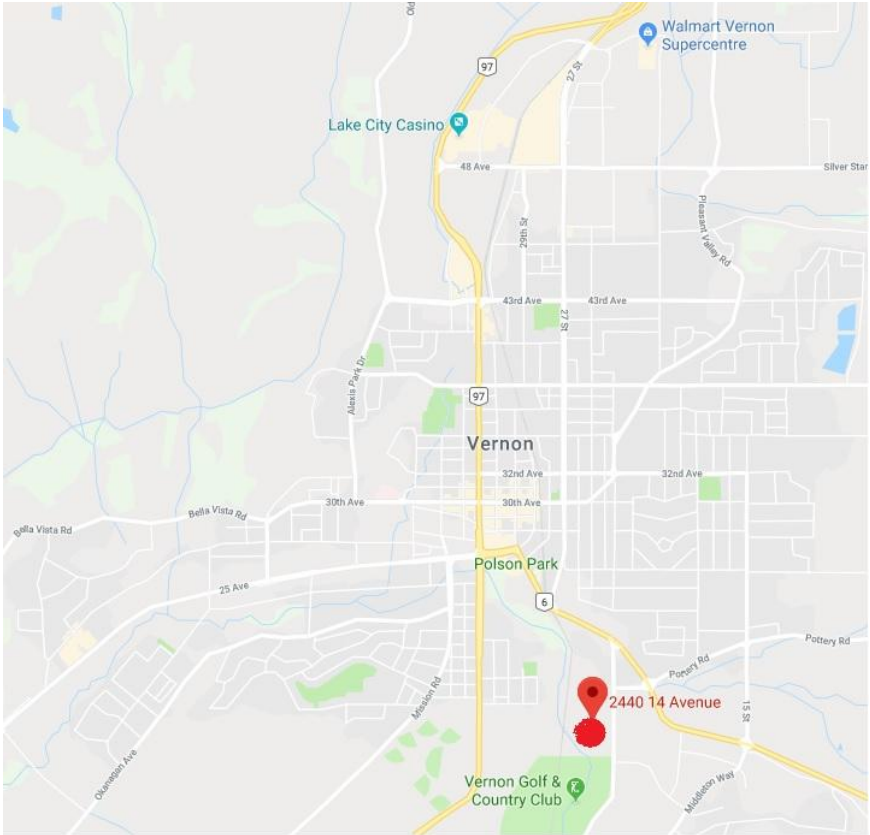 Old
Walmart Vernon
Supercentre
97
27 St
Lake City Casino
48 Ave
Silver Star
29th St
Pleasant Valley Rd
43rd Ave
43rd Ave
27 St
Alexis Park Dr
97
Vernon
32nd Ave
32nd Ave
30th Ave
30th Ave
Bella Vista Rd
Bella Vista Rd
Polson Park
25 Ave
6
Pottery Rd
Pottery Rd
Mission Rd
2440 14 Avenue
15 St
Okanagan Ave
Vernon Golf &
Country Club
Middleton Way